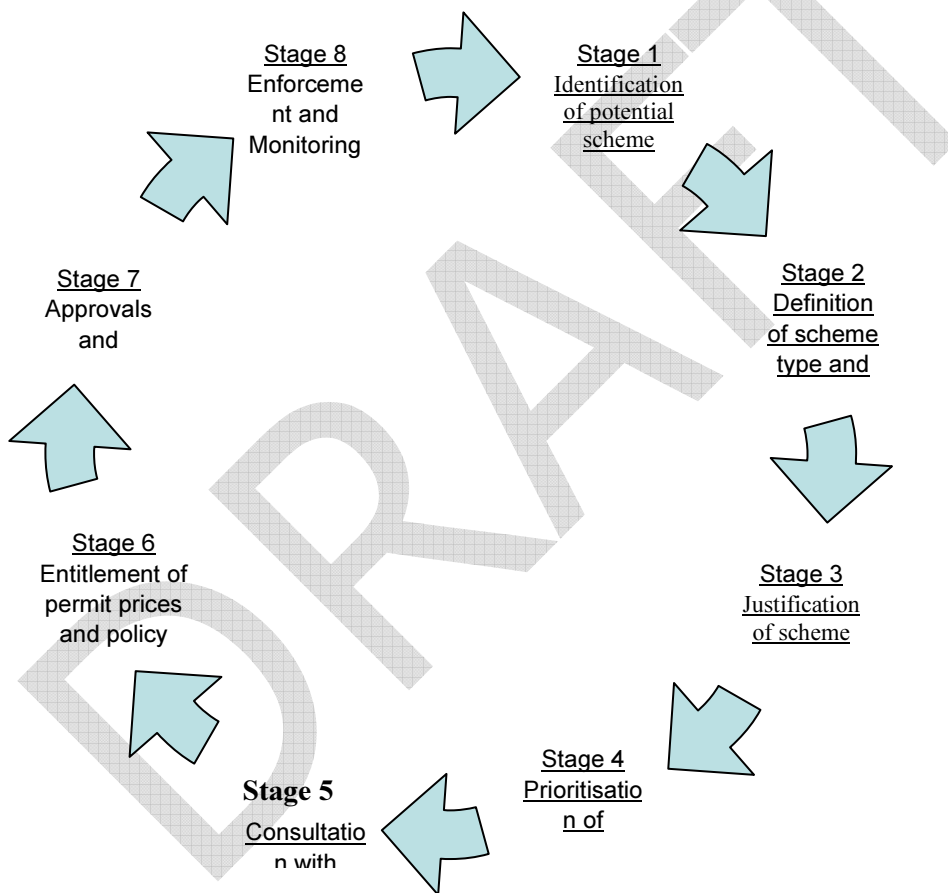 Stage 1
Identification
of potential
scheme
Stage 2
Definition
of scheme
type and
Stage 3
Justification
of scheme
Stage 4
Prioritisatio
n of
Stage 5
Consultatio
n with
Stage 6
Entitlement of
permit prices
and policy
Stage 7
Approvals
and
Stage 8
Enforceme
nt and
Monitoring
DRAFT